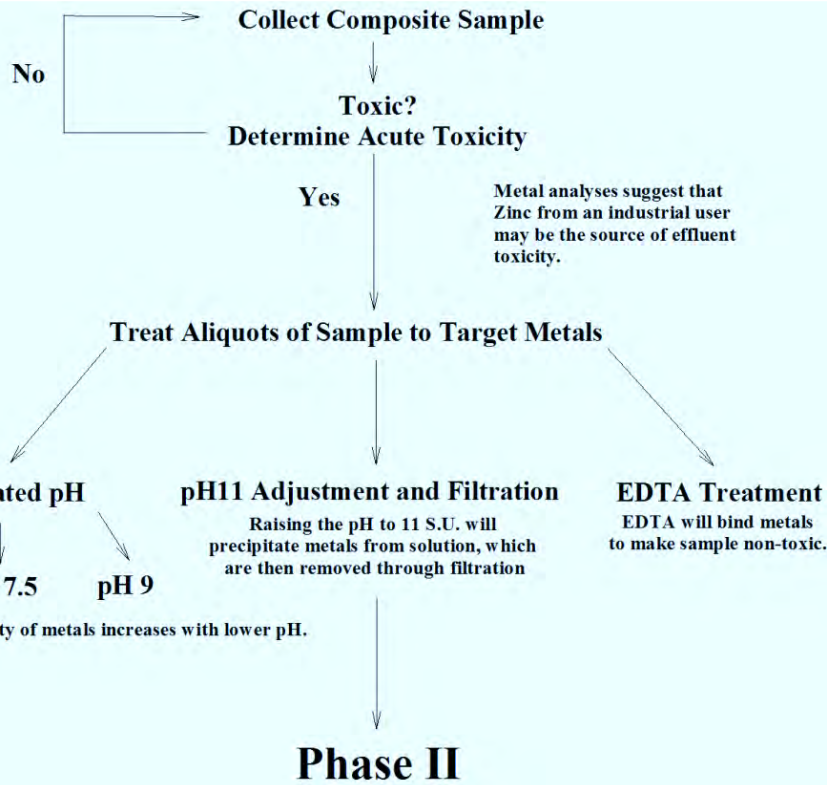 Collect Composite Sample
No
Toxic?
Determine Acute Toxicity
Yes
Metal analyses suggest that
Zinc from an industrial user
may be the source of effluent
toxicity.
Treat Aliquots of Sample to Target Metals
pH
7.5
pH 9
of metals increases with lower pH.
pH11 Adjustment and Filtration
Raising the pH to 11 S.U. will
precipitate metals from solution, which
are then removed through filtration
EDTA Treatment
EDTA will bind metals
to make sample non-toxic.
Phase II